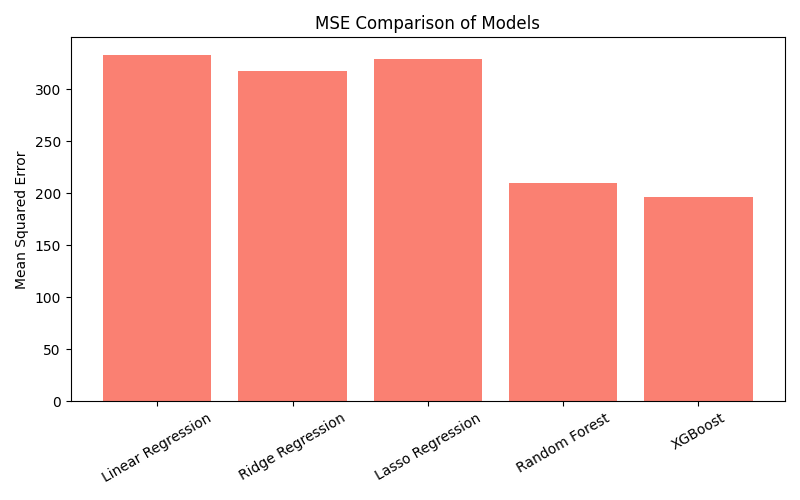 MSE Comparison of Models
Mean Squared Error
300
250
200
150
100
50
0
Linear Regression
Ridge Regression
Lasso Regression
Random Forest
XGBoost